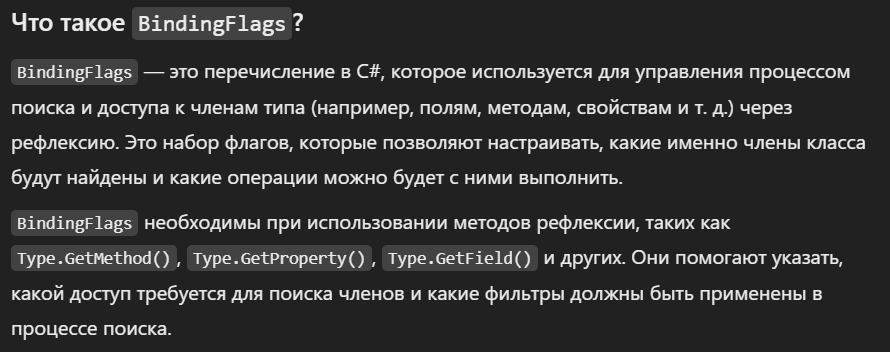 Что такое BindingFlags?
BindingFlags — это перечисление в C#, которое используется для управления процессом
поиска и доступа к членам типа (например, полям, методам, свойствам и т. д.) через
рефлексию. Это набор флагов, которые позволяют настраивать, какие именно члены класса
будут найдены и какие операции можно будет с ними выполнить.
BindingFlags необходимы при использовании методов рефлексии, таких как
Type.GetMethod(), Type.GetProperty(), Type.GetField() и других. Они помогают указать,
какой доступ требуется для поиска членов и какие фильтры должны быть применены в
процессе поиска.